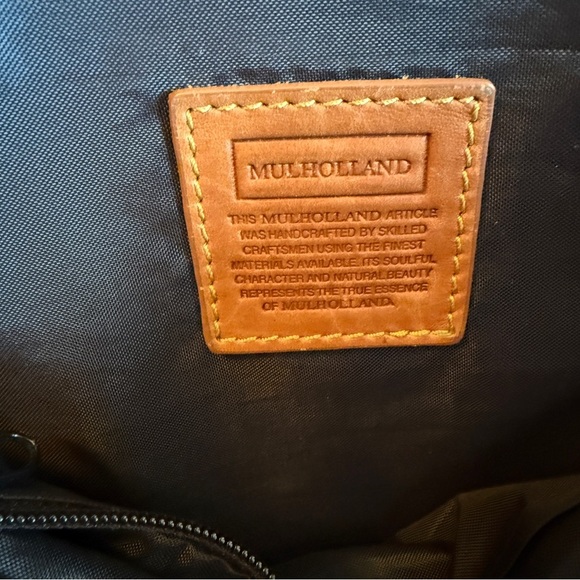 MULHOLLAND
THIS MULHOLLAND ARTICLE
WAS HANDCRAFTED BY SKILLED
CRAFTSMEN USING THE FINEST
MATERIALS AVAILABLE. ITS SOULFUL
CHARACTER AND NATURAL BEAUTY
REPRESENTS THE TRUE ESSENCE
OF MULHOLLAND.